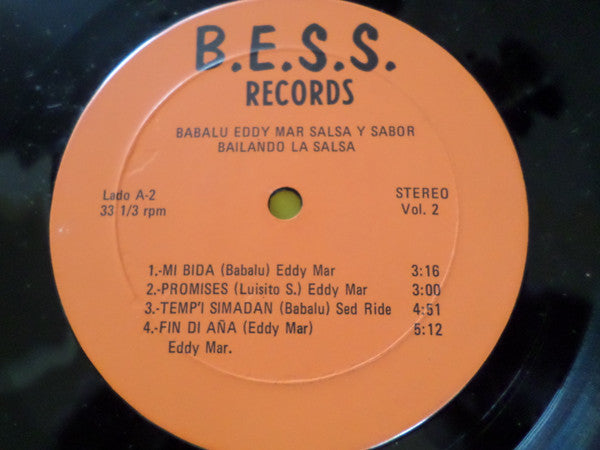 B.E.S.S.
RECORDS
BABALU EDDY MAR SALSA Y SABOR
BAILANDO LA SALSA
Lado A-2
33 1/3 rpm
STEREO
Vol. 2
1.-MI BIDA (Babalu) Eddy Mar 3:16
2.-PROMISES (Luisito S.) Eddy Mar 3:00
3.-TEMP'I SIMADAN (Babalu) Sed Ride 4:51
4.-FIN DI AÑA (Eddy Mar) 5:12
Eddy Mar.